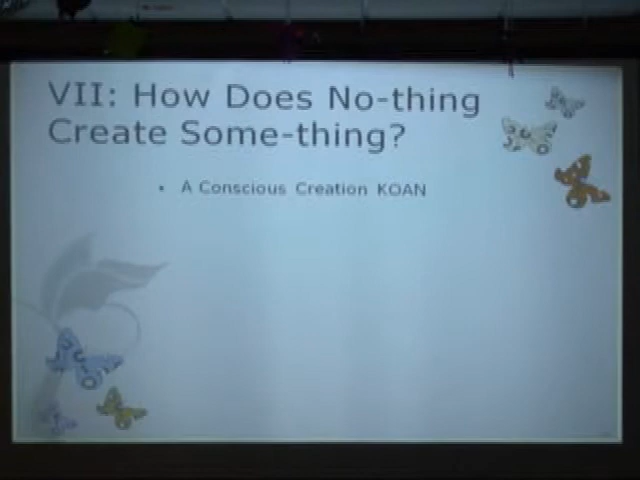 VII: How Does No-thing
Create Some-thing?
• A Conscious Creation KOAN